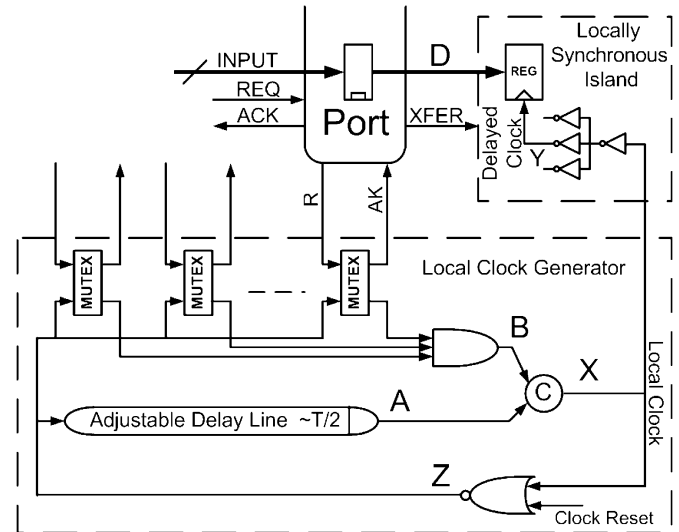 Locally
Synchronous
Island
INPUT
D
REG
REQ
ACK
Port
XFER
Delayed
Clock
Y
R
AK
MUTEX
MUTEX
MUTEX
Local Clock Generator
B
C
X
A
Adjustable Delay Line ~T/2
Local Clock
Z
Clock Reset